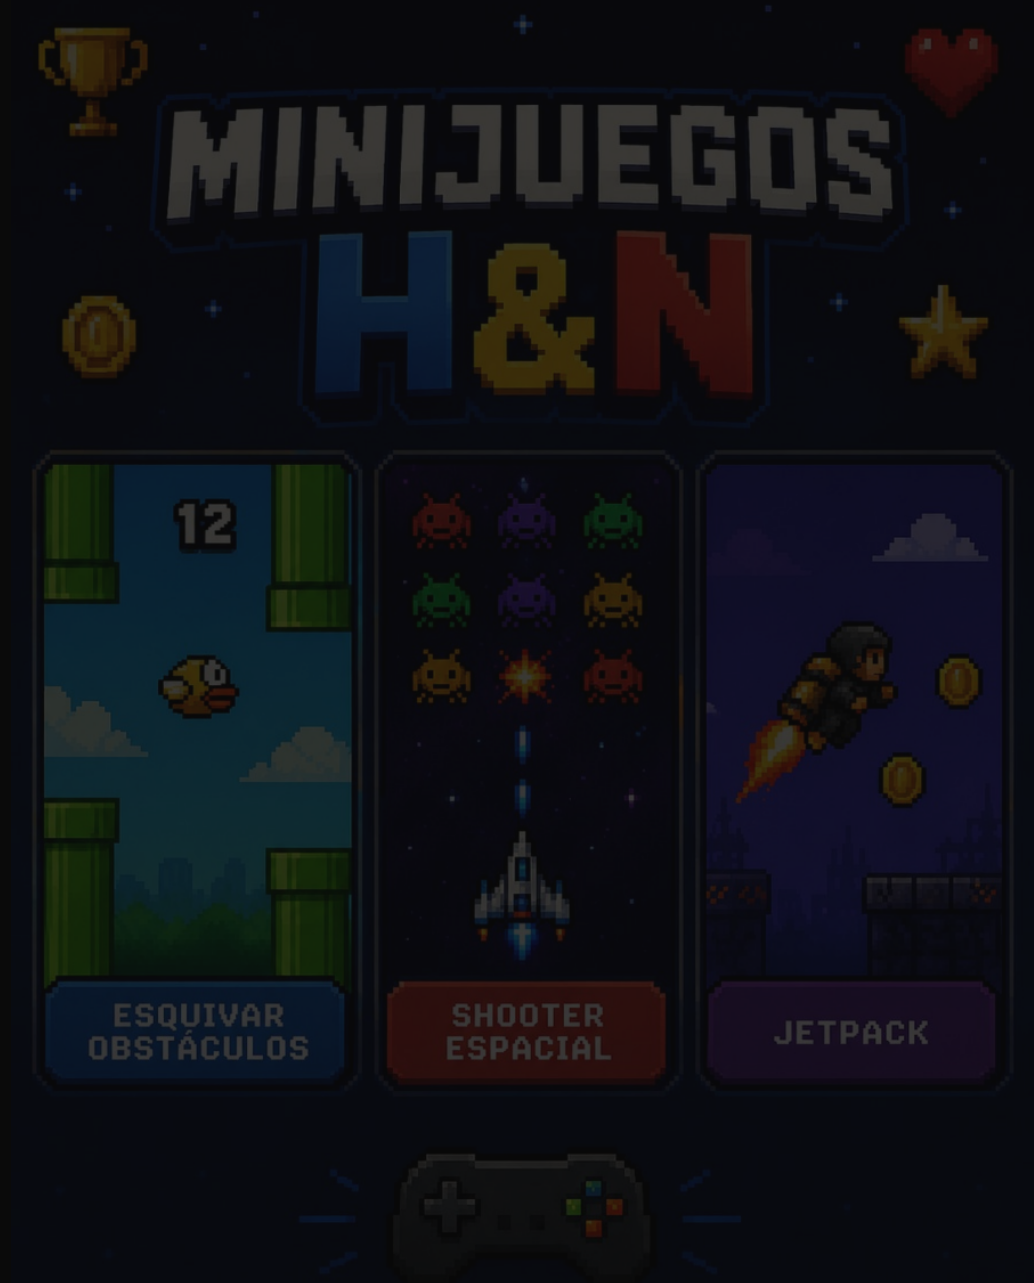 MINIJUEGOS
H&N
12
ESQUIVAR
OBSTÁCULOS
SHOOTER
ESPACIAL
JETPACK